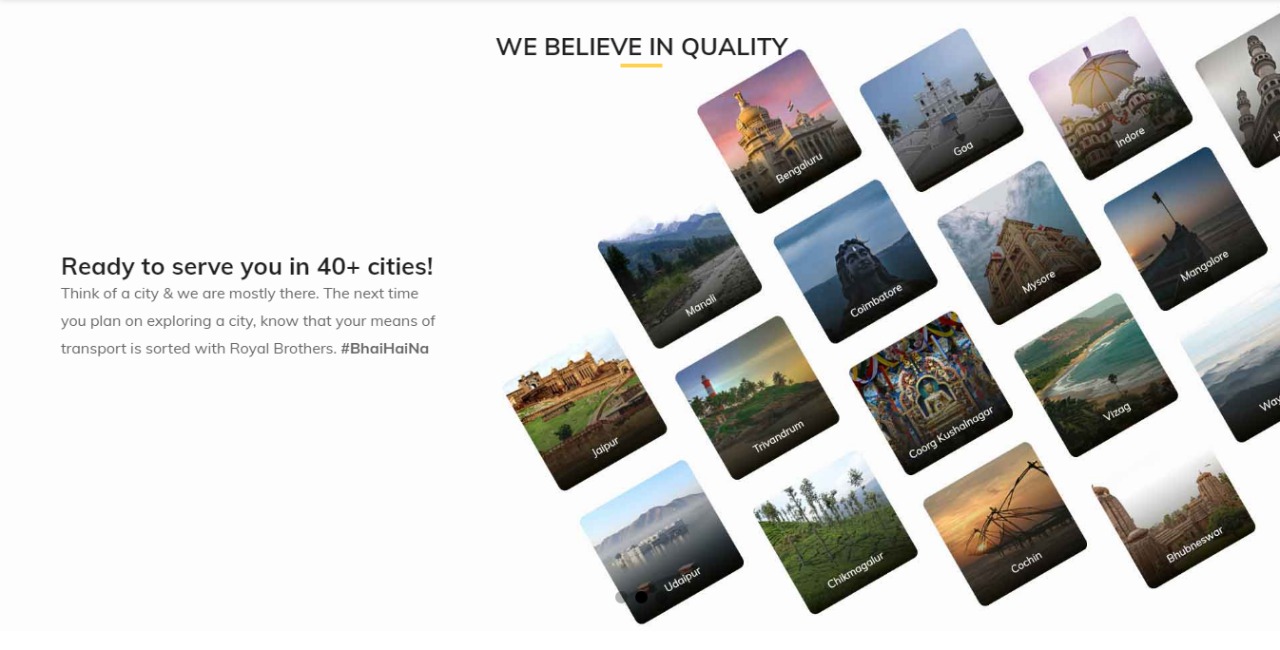 WE BELIEVE IN QUALITY
Ready to serve you in 40+ cities!
Think of a city & we are mostly there. The next time
you plan on exploring a city, know that your means of
transport is sorted with Royal Brothers. #BhaiHaiNa
Bengaluru
Goa
Indore
H
Manali
Coimbatore
Mysore
Mangalore
Jaipur
Trivandrum
Coorg Kushalnagar
Vizag
Way
Udaipur
Chikmagalur
Cochin
Bhubneswar